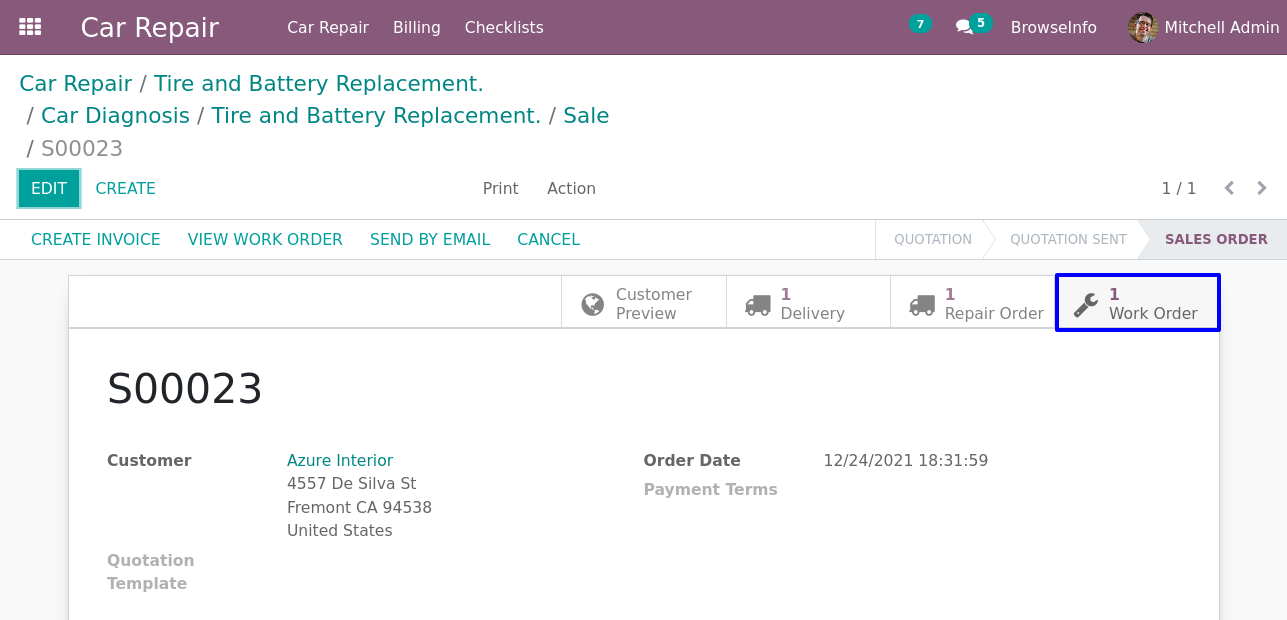 Car Repair Car Repair Billing Checklists 7 5 BrowseInfo Mitchell Admin
Car Repair / Tire and Battery Replacement.
/ Car Diagnosis / Tire and Battery Replacement. / Sale
/ S00023
EDIT CREATE Print Action 1 / 1
CREATE INVOICE VIEW WORK ORDER SEND BY EMAIL CANCEL QUOTATION QUOTATION SENT SALES ORDER
Customer 1 1 1
Preview Delivery Repair Order Work Order
S00023
Customer Azure Interior Order Date 12/24/2021 18:31:59
4557 De Silva St
Payment Terms
Fremont CA 94538
United States
Quotation
Template